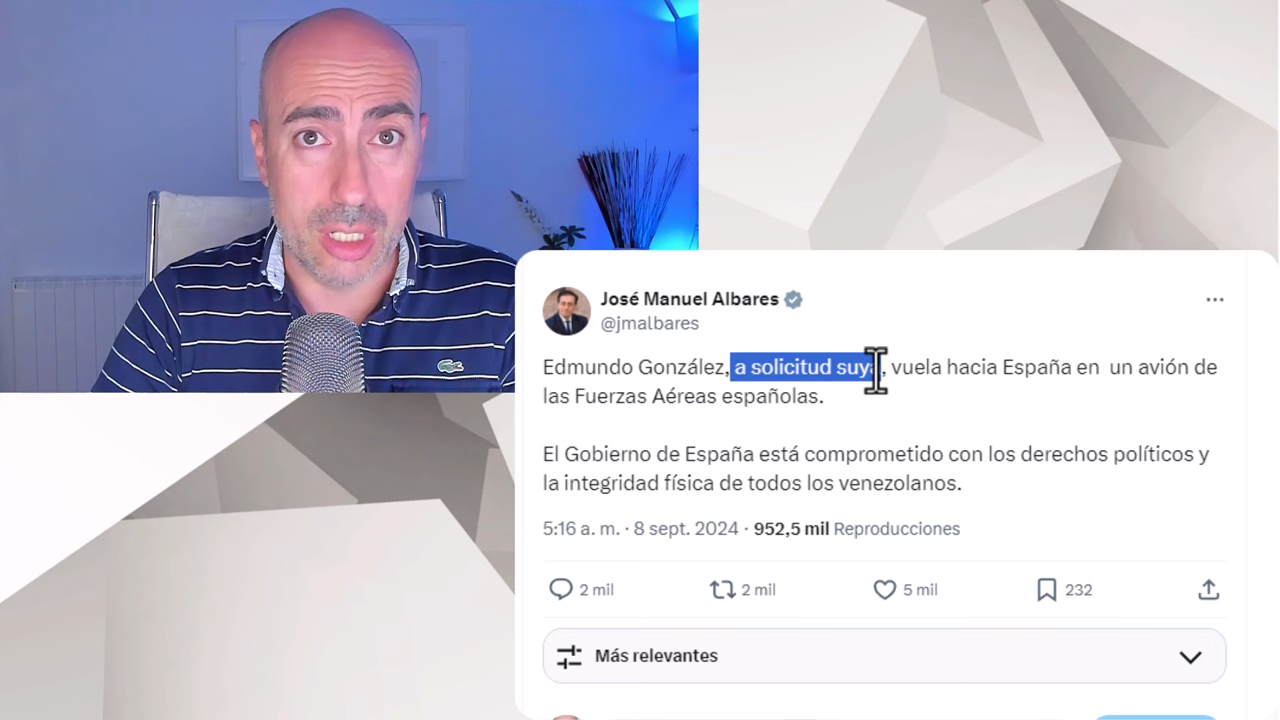 José Manuel Albares
@jmalbares
Edmundo González, a solicitud suya, vuela hacia España en un avión de
las Fuerzas Aéreas españolas.
El Gobierno de España está comprometido con los derechos políticos y
la integridad física de todos los venezolanos.
5:16 a. m. · 8 sept. 2024 · 952,5 mil Reproducciones
2 mil 2 mil 5 mil 232
Más relevantes